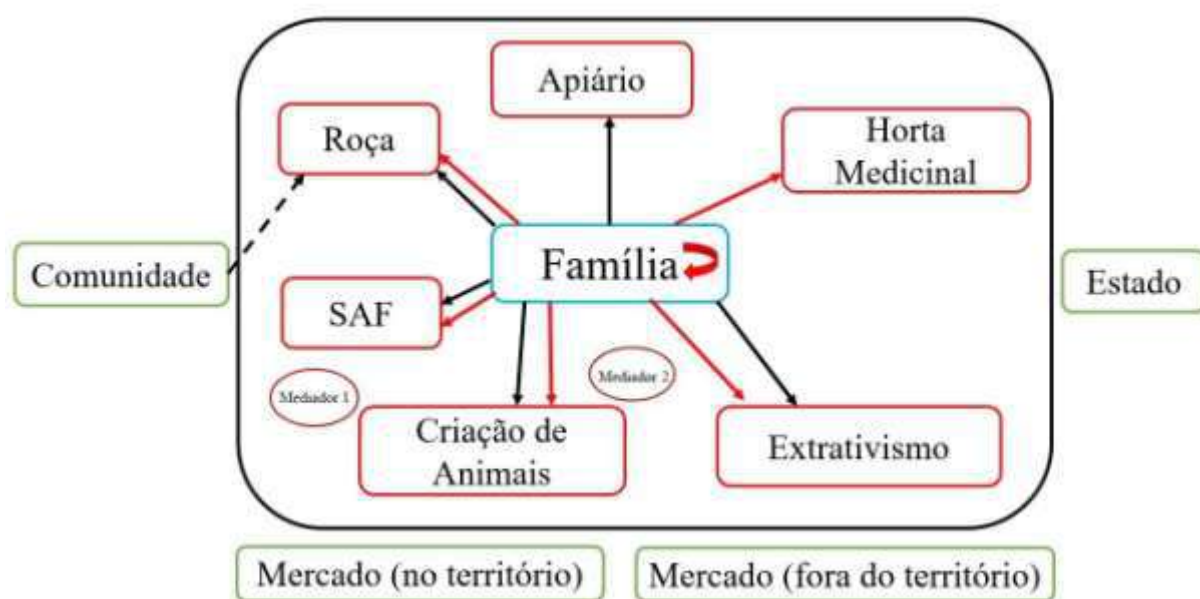 Apiário
Roça
Horta
Medicinal
Família
Comunidade
SAF
Estado
Mediador 1
Mediador 2
Criação de
Animais
Extrativismo
Mercado (no território)
Mercado (fora do território)